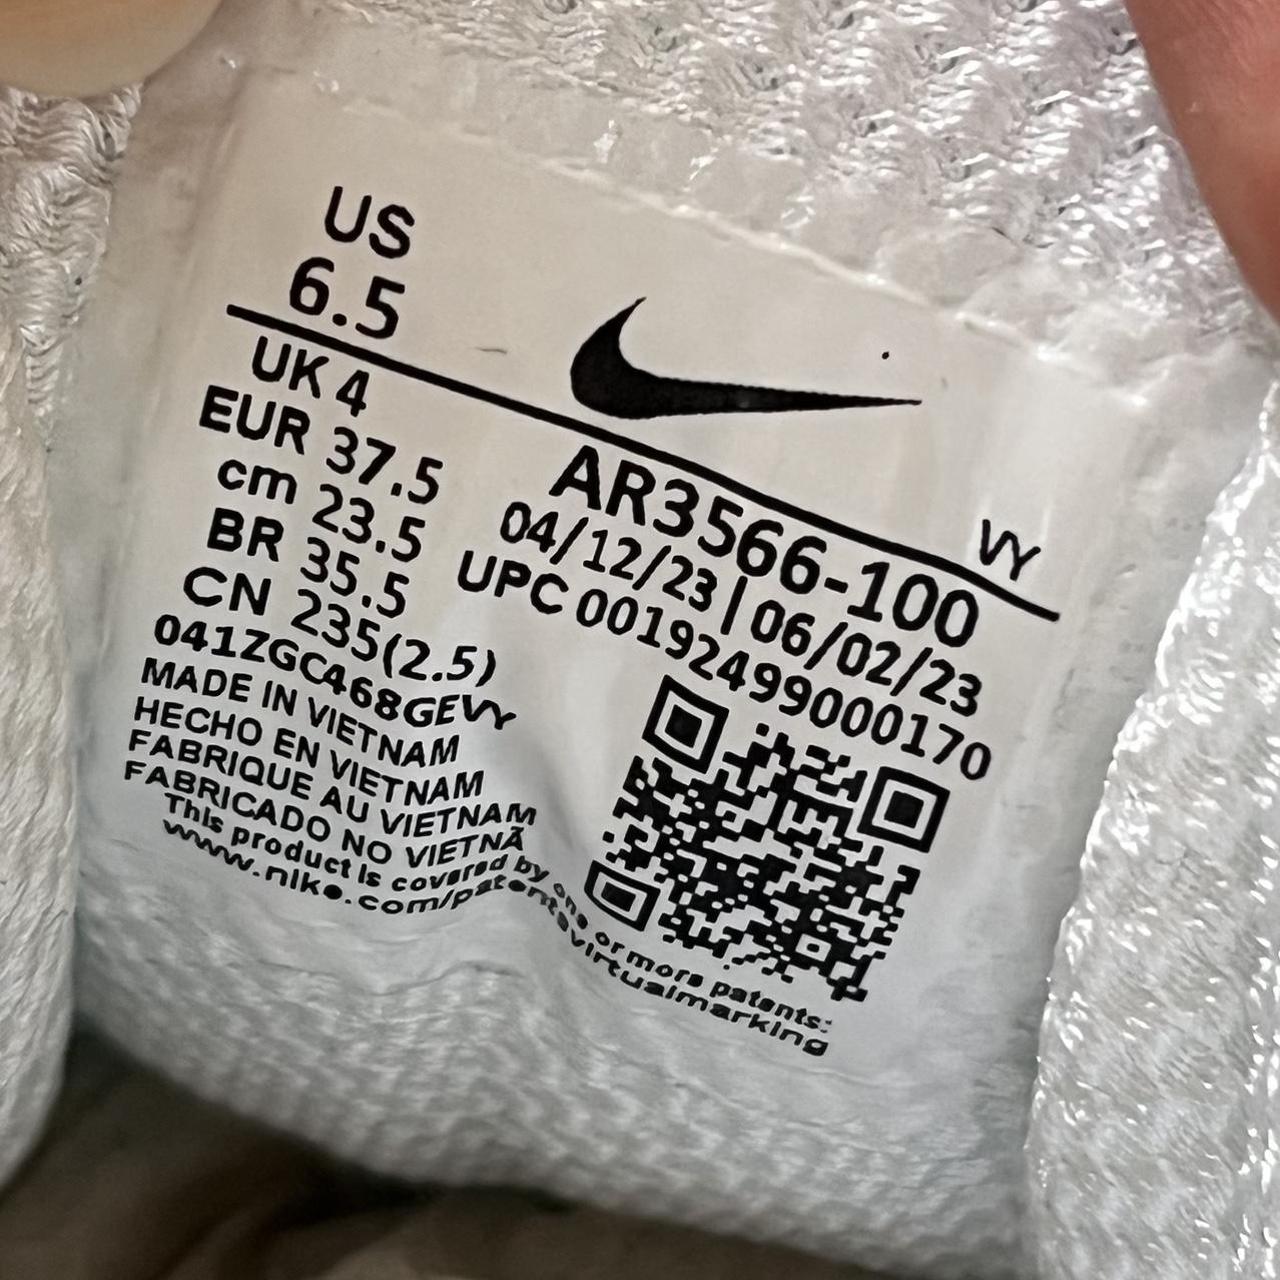 US
6.5
UK 4
EUR 37.5
cm 23.5
BR 35.5
CN 235(2.5)
041ZGC468GEVY
MADE IN VIETNAM
HECHO EN VIETNAM
FABRIQUE AU VIETNAM
FABRICADO NO VIETNÃ
This product is covered by one or more patents:
www.nike.com/patentsvirtualmarking
VY
AR3566-100
04/12/23 | 06/02/23
UPC 00192499000170